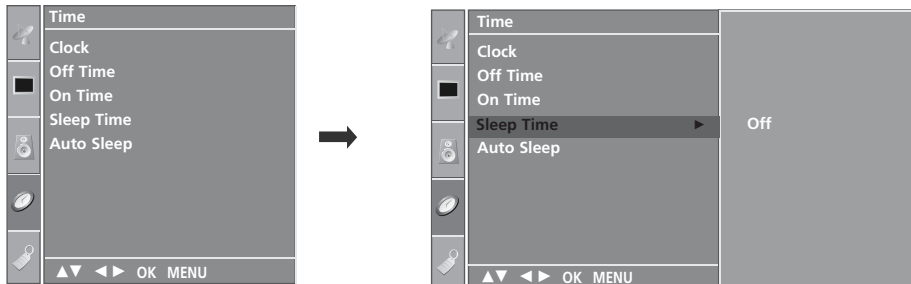 Time
Clock
Off Time
On Time
Sleep Time
Auto Sleep
▲▼ ◄► OK MENU
Time
Clock
Off Time
On Time
Sleep Time ► Off
Auto Sleep
▲▼ ◄► OK MENU